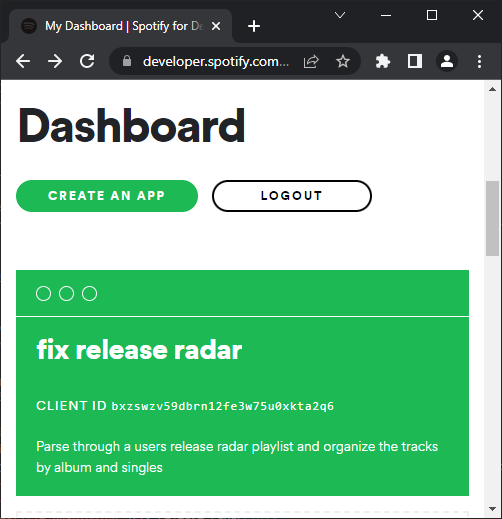 My Dashboard | Spotify for De
developer.spotify.com...
Dashboard
CREATE AN APP
LOGOUT
fix release radar
CLIENT ID bxzswzv59dbrn12fe3w75u0xkta2q6
Parse through a users release radar playlist and organize the tracks
by album and singles